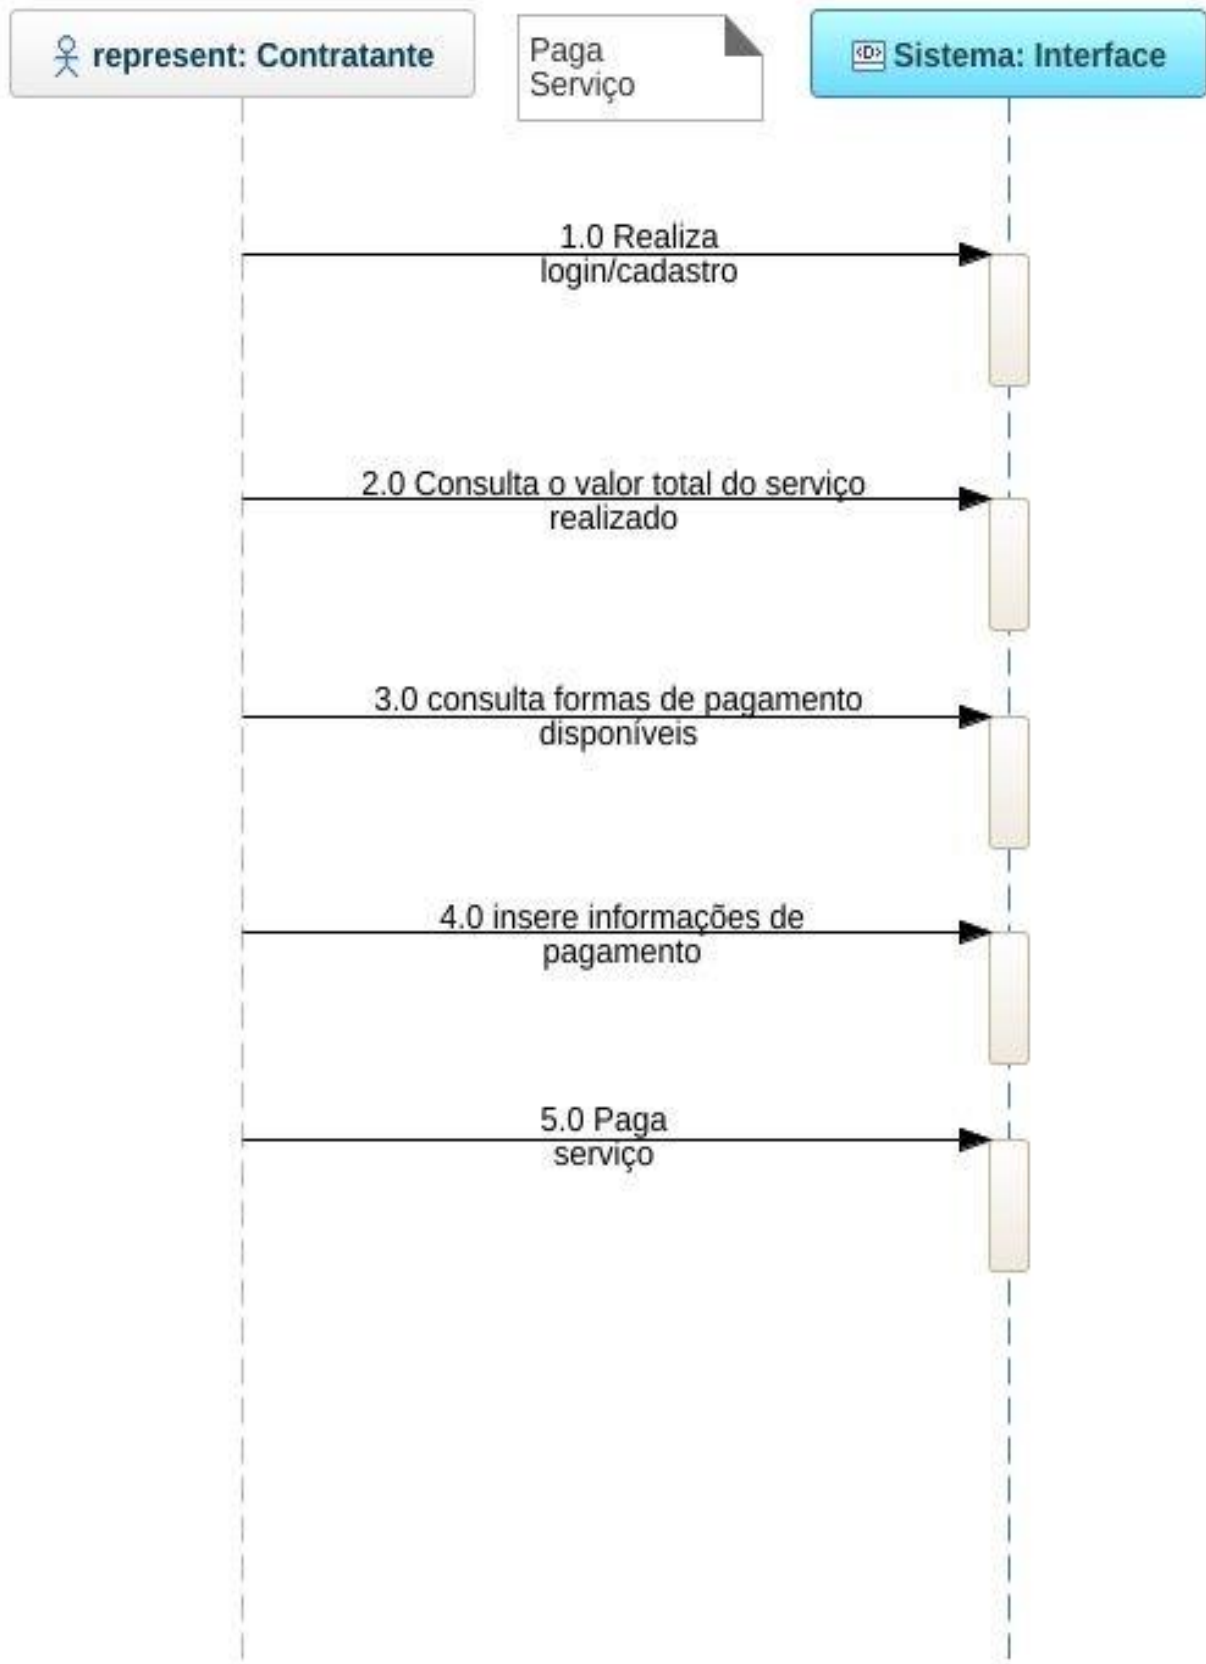 represent: Contratante
Paga
Serviço
Sistema: Interface
1.0 Realiza
login/cadastro
2.0 Consulta o valor total do serviço
realizado
3.0 consulta formas de pagamento
disponíveis
4.0 insere informações de
pagamento
5.0 Paga
serviço